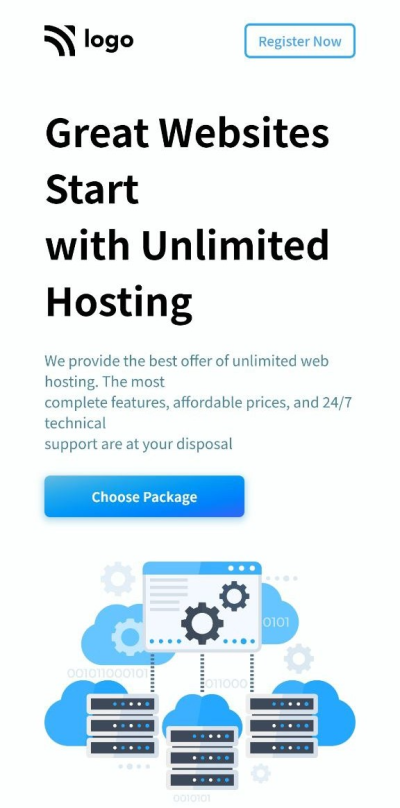 logo
Register Now
Great Websites
Start
with Unlimited
Hosting
We provide the best offer of unlimited web
hosting. The most
complete features, affordable prices, and 24/7
technical
support are at your disposal
Choose Package
0101
001011000101
011000
0010101